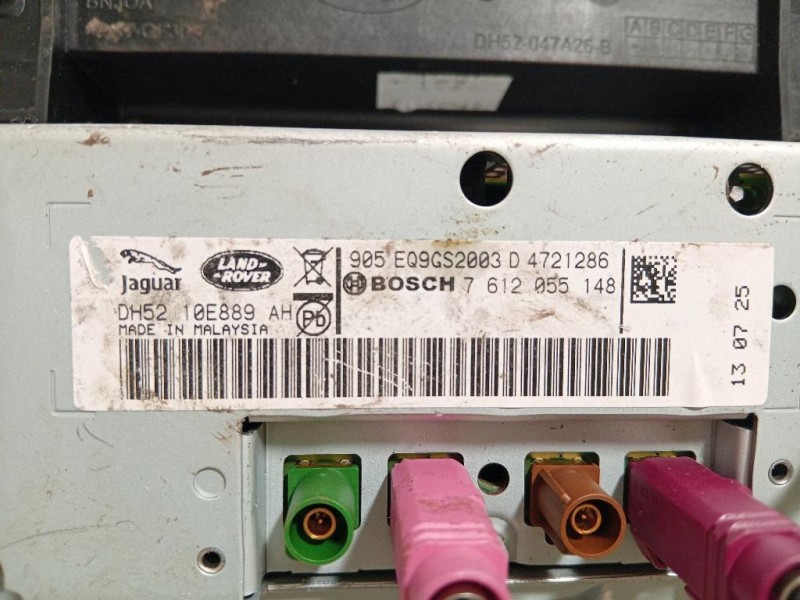 DH52-047A26-B
A B C D E F G
Jaguar
LAND-
-ROVER
905 EQ9GS2003 D 4721286
BOSCH 7 612 055 148
DH52 10E889 AH
PD
MADE IN MALAYSIA
13 07 25